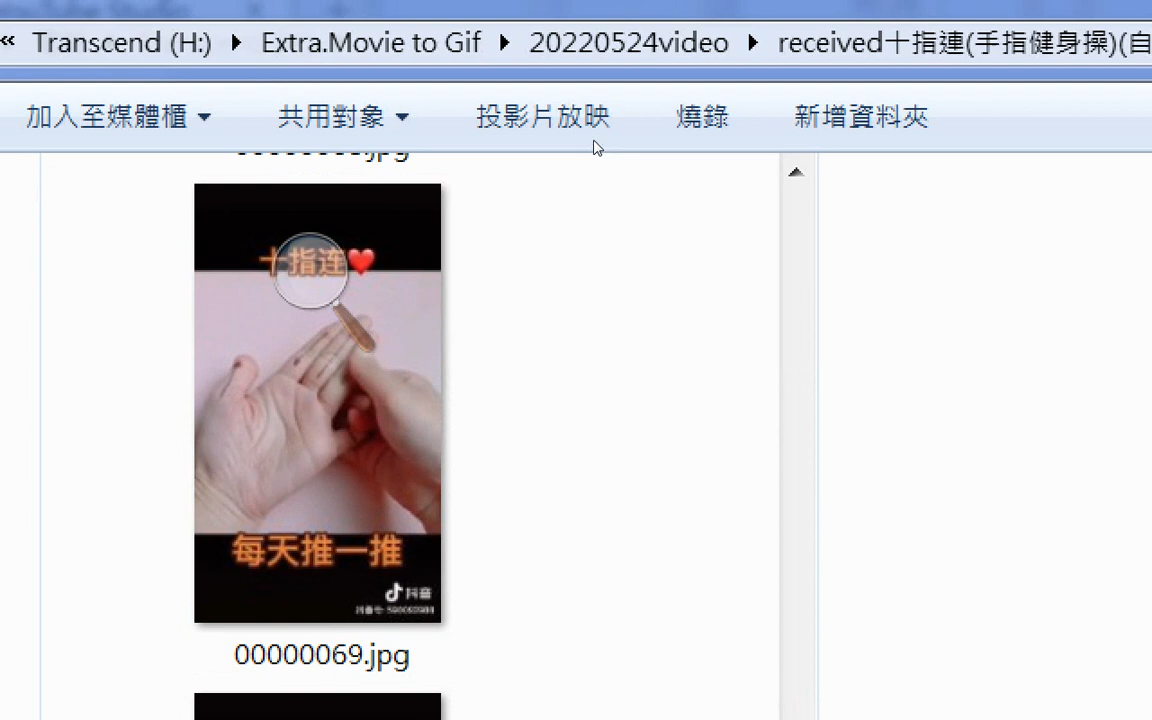 « Transcend (H:) Extra.Movie to Gif 20220524video received十指連(手指健身操)(自
加入至媒體櫃 共用對象 投影片放映 燒錄 新增資料夾
十指连❤
每天推一推
抖音
00000069.jpg